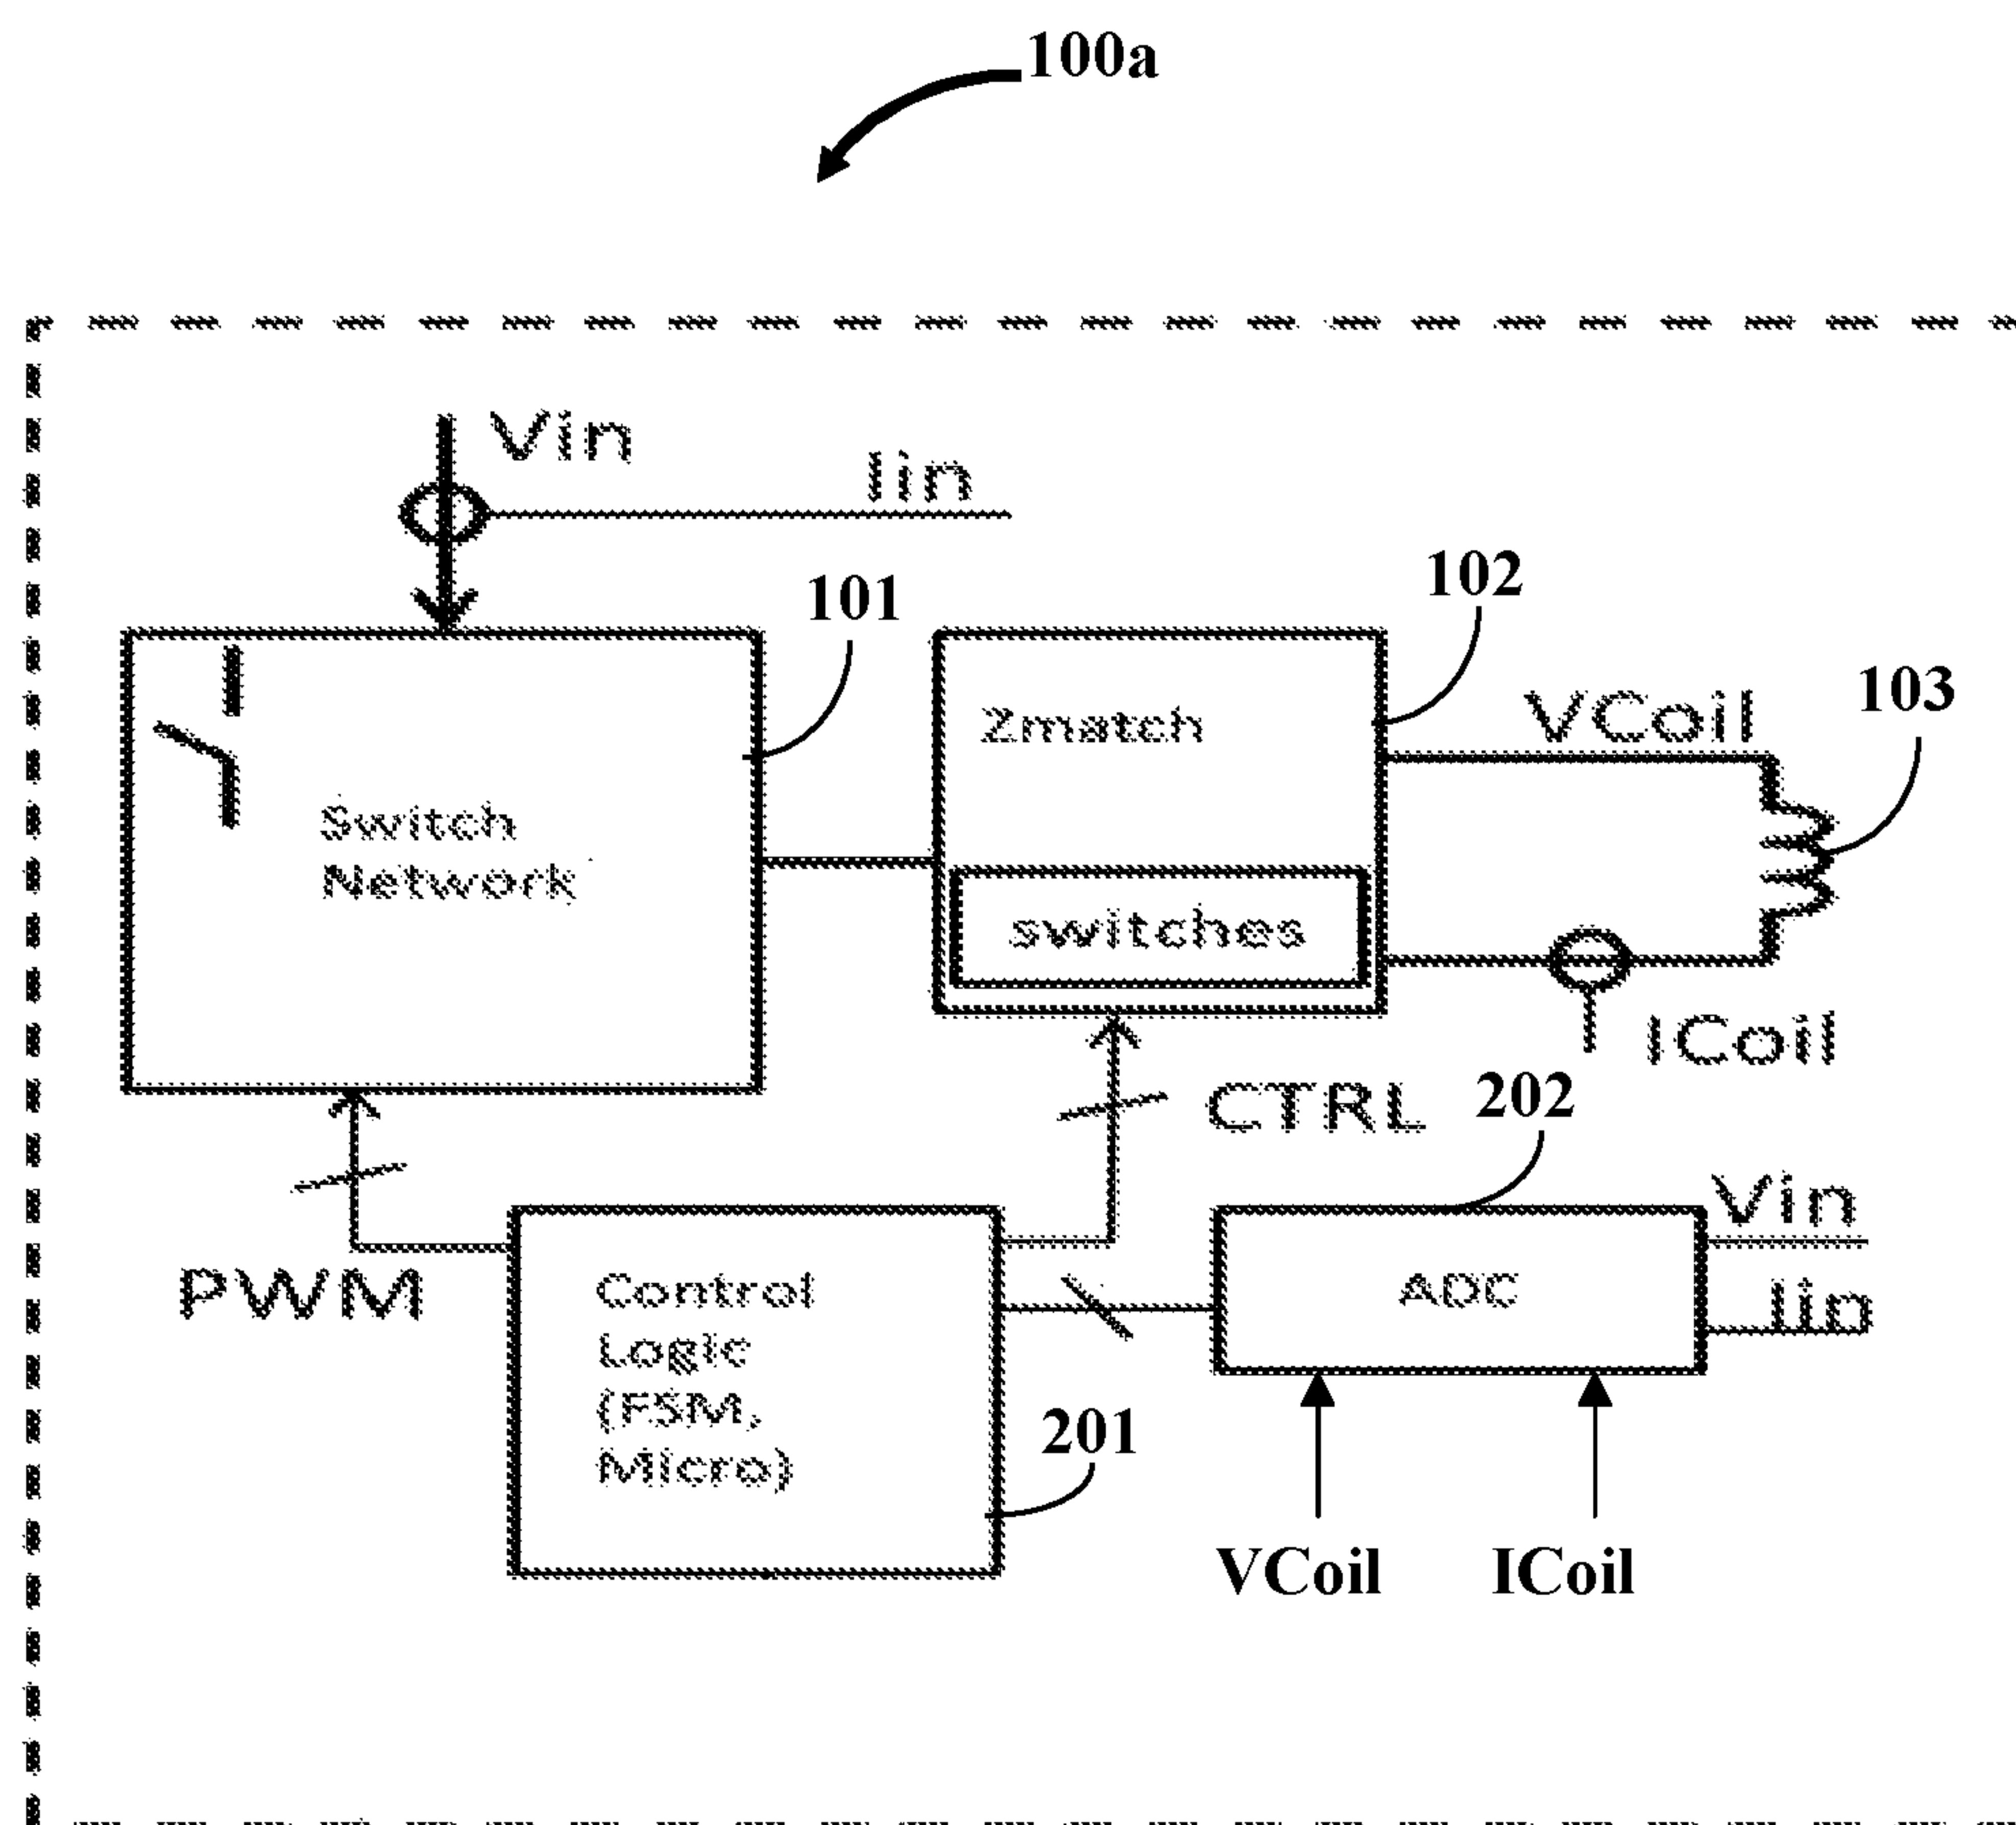 100a
Vin
Iin
101
102
103
Zmatch
VCoil
Switch
Network
switches
ICoil
CTRL
202
PWM
Control
Logic
(FSM,
Micro)
201
ADC
Vin
Iin
VCoil
ICoil